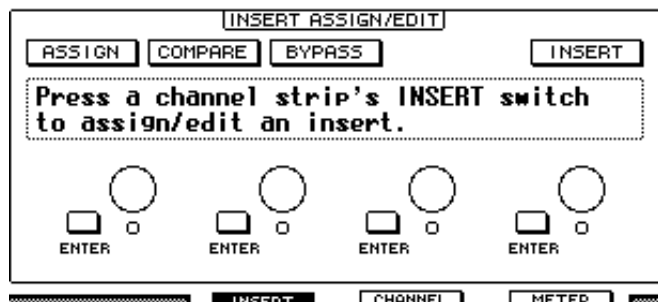 INSERT ASSIGN/EDIT
ASSIGN COMPARE BYPASS INSERT
Press a channel strip's INSERT switch
to assign/edit an insert.
ENTER ENTER ENTER ENTER
INSERT CHANNEL METER